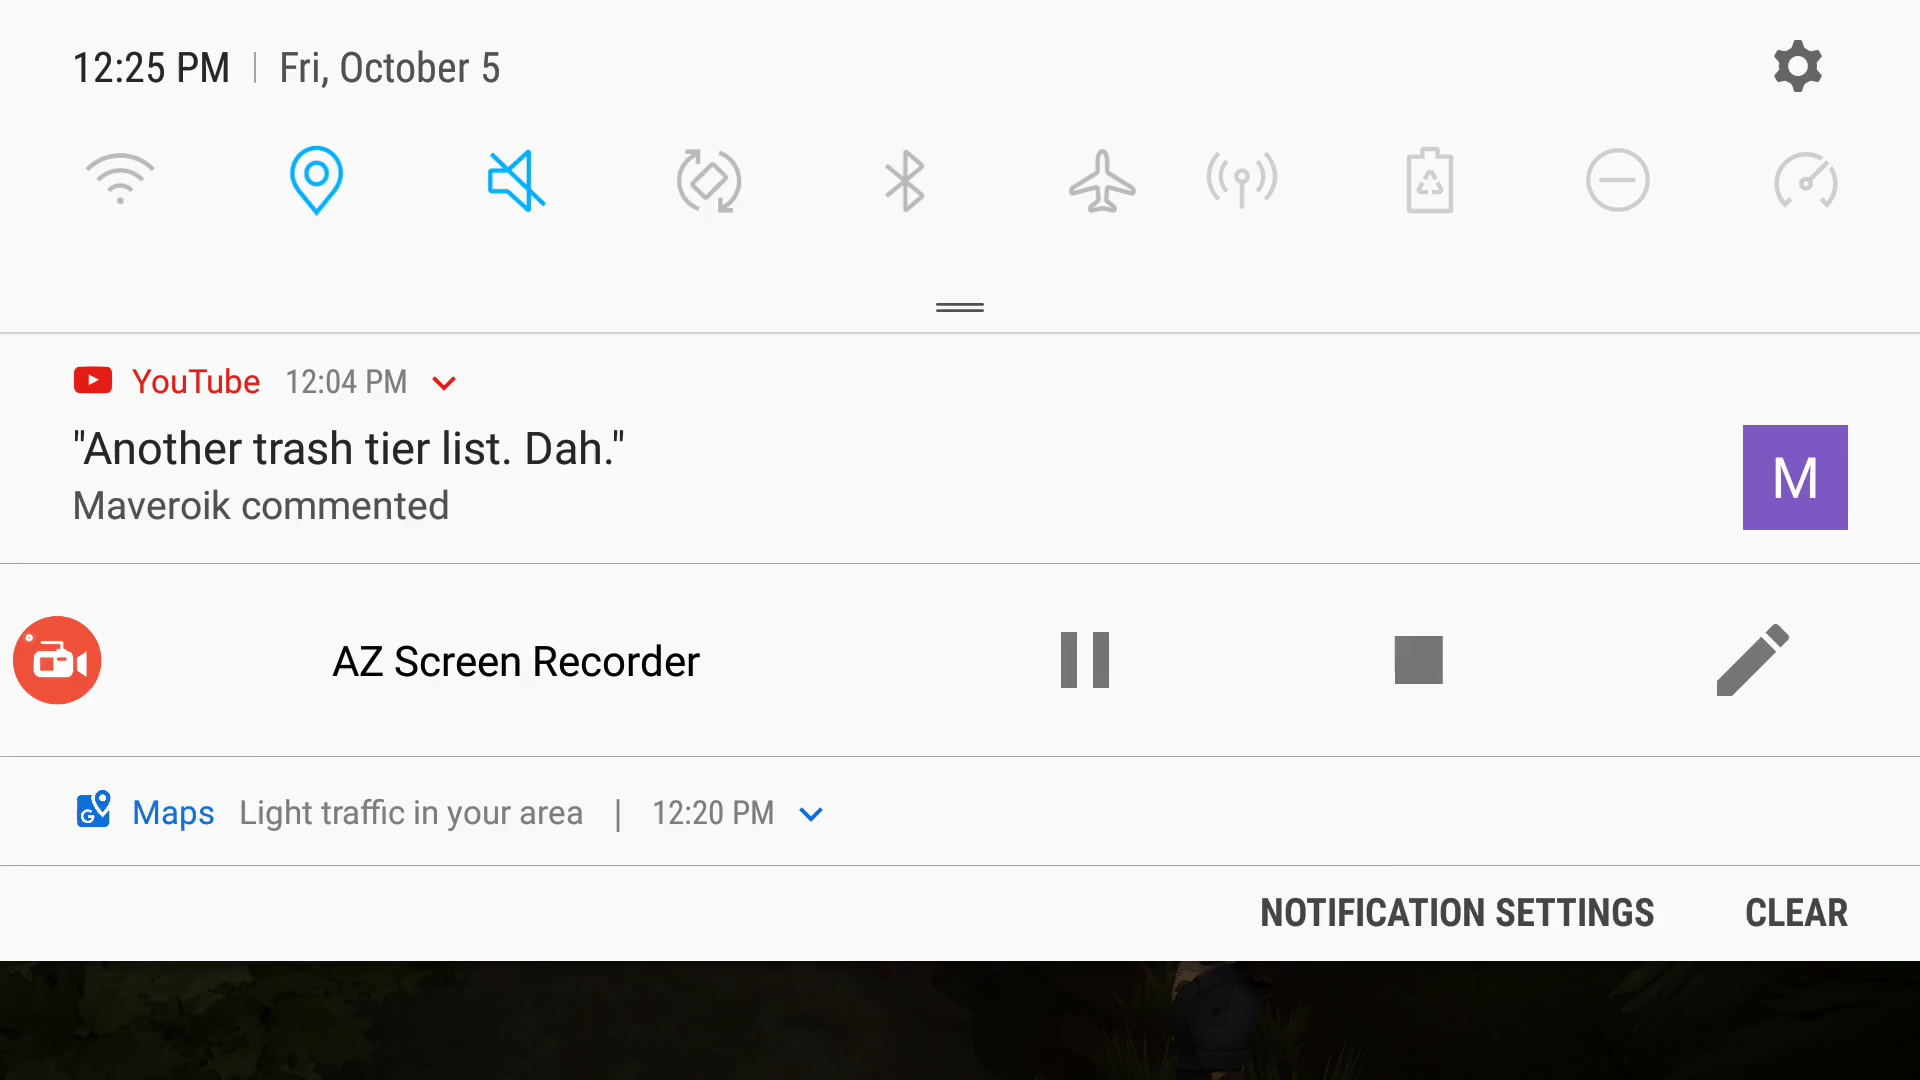 12:25 PM | Fri, October 5
YouTube 12:04 PM
"Another trash tier list. Dah."
Maveroik commented
M
AZ Screen Recorder
G Maps Light traffic in your area | 12:20 PM
NOTIFICATION SETTINGS CLEAR